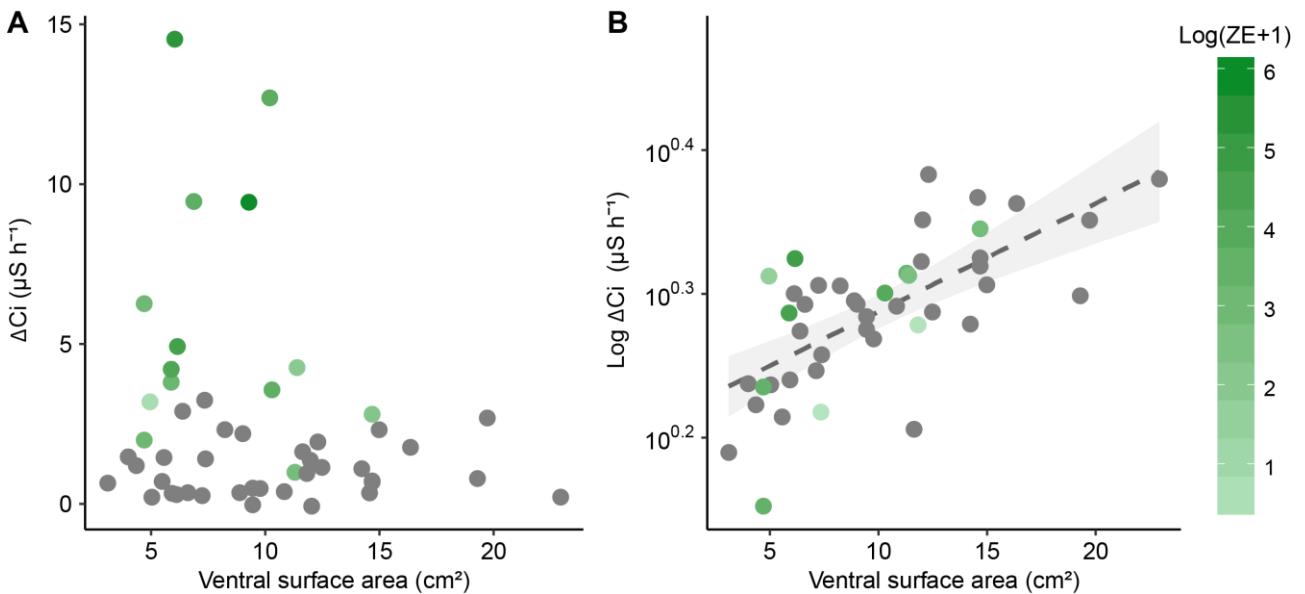 A
ΔCi (µS h⁻¹)
15
10
5
0
5 10 15 20
Ventral surface area (cm²)
B
Log ΔCi (µS h⁻¹)
10^0.4
10^0.3
10^0.2
5 10 15 20
Ventral surface area (cm²)
Log(ZE+1)
6
5
4
3
2
1